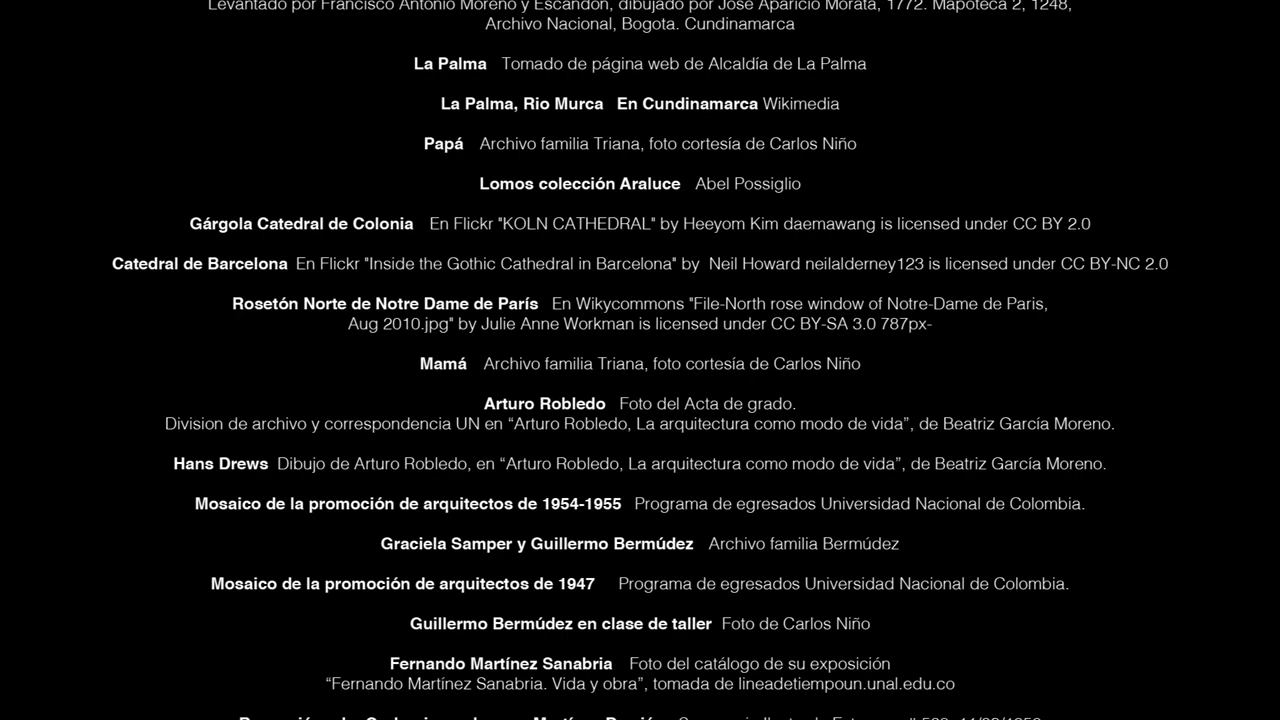 Levantado por Francisco Antonio Moreno y Escandón, dibujado por José Aparicio Morata, 1772. Mapoteca 2, 1248,
Archivo Nacional, Bogota. Cundinamarca
La Palma Tomado de página web de Alcaldía de La Palma
La Palma, Rio Murca En Cundinamarca Wikimedia
Papá Archivo familia Triana, foto cortesía de Carlos Niño
Lomos colección Araluce Abel Possiglio
Gárgola Catedral de Colonia En Flickr "KOLN CATHEDRAL" by Heeyom Kim daemawang is licensed under CC BY 2.0
Catedral de Barcelona En Flickr "Inside the Gothic Cathedral in Barcelona" by Neil Howard neilalderney123 is licensed under CC BY-NC 2.0
Rosetón Norte de Notre Dame de París En Wikycommons "File-North rose window of Notre-Dame de Paris,
Aug 2010.jpg" by Julie Anne Workman is licensed under CC BY-SA 3.0 787px-
Mamá Archivo familia Triana, foto cortesía de Carlos Niño
Arturo Robledo Foto del Acta de grado.
Division de archivo y correspondencia UN en “Arturo Robledo, La arquitectura como modo de vida”, de Beatriz García Moreno.
Hans Drews Dibujo de Arturo Robledo, en “Arturo Robledo, La arquitectura como modo de vida”, de Beatriz García Moreno.
Mosaico de la promoción de arquitectos de 1954-1955 Programa de egresados Universidad Nacional de Colombia.
Graciela Samper y Guillermo Bermúdez Archivo familia Bermúdez
Mosaico de la promoción de arquitectos de 1947 Programa de egresados Universidad Nacional de Colombia.
Guillermo Bermúdez en clase de taller Foto de Carlos Niño
Fernando Martínez Sanabria Foto del catálogo de su exposición
“Fernando Martínez Sanabria. Vida y obra”, tomada de lineadetiempoun.unal.edu.co